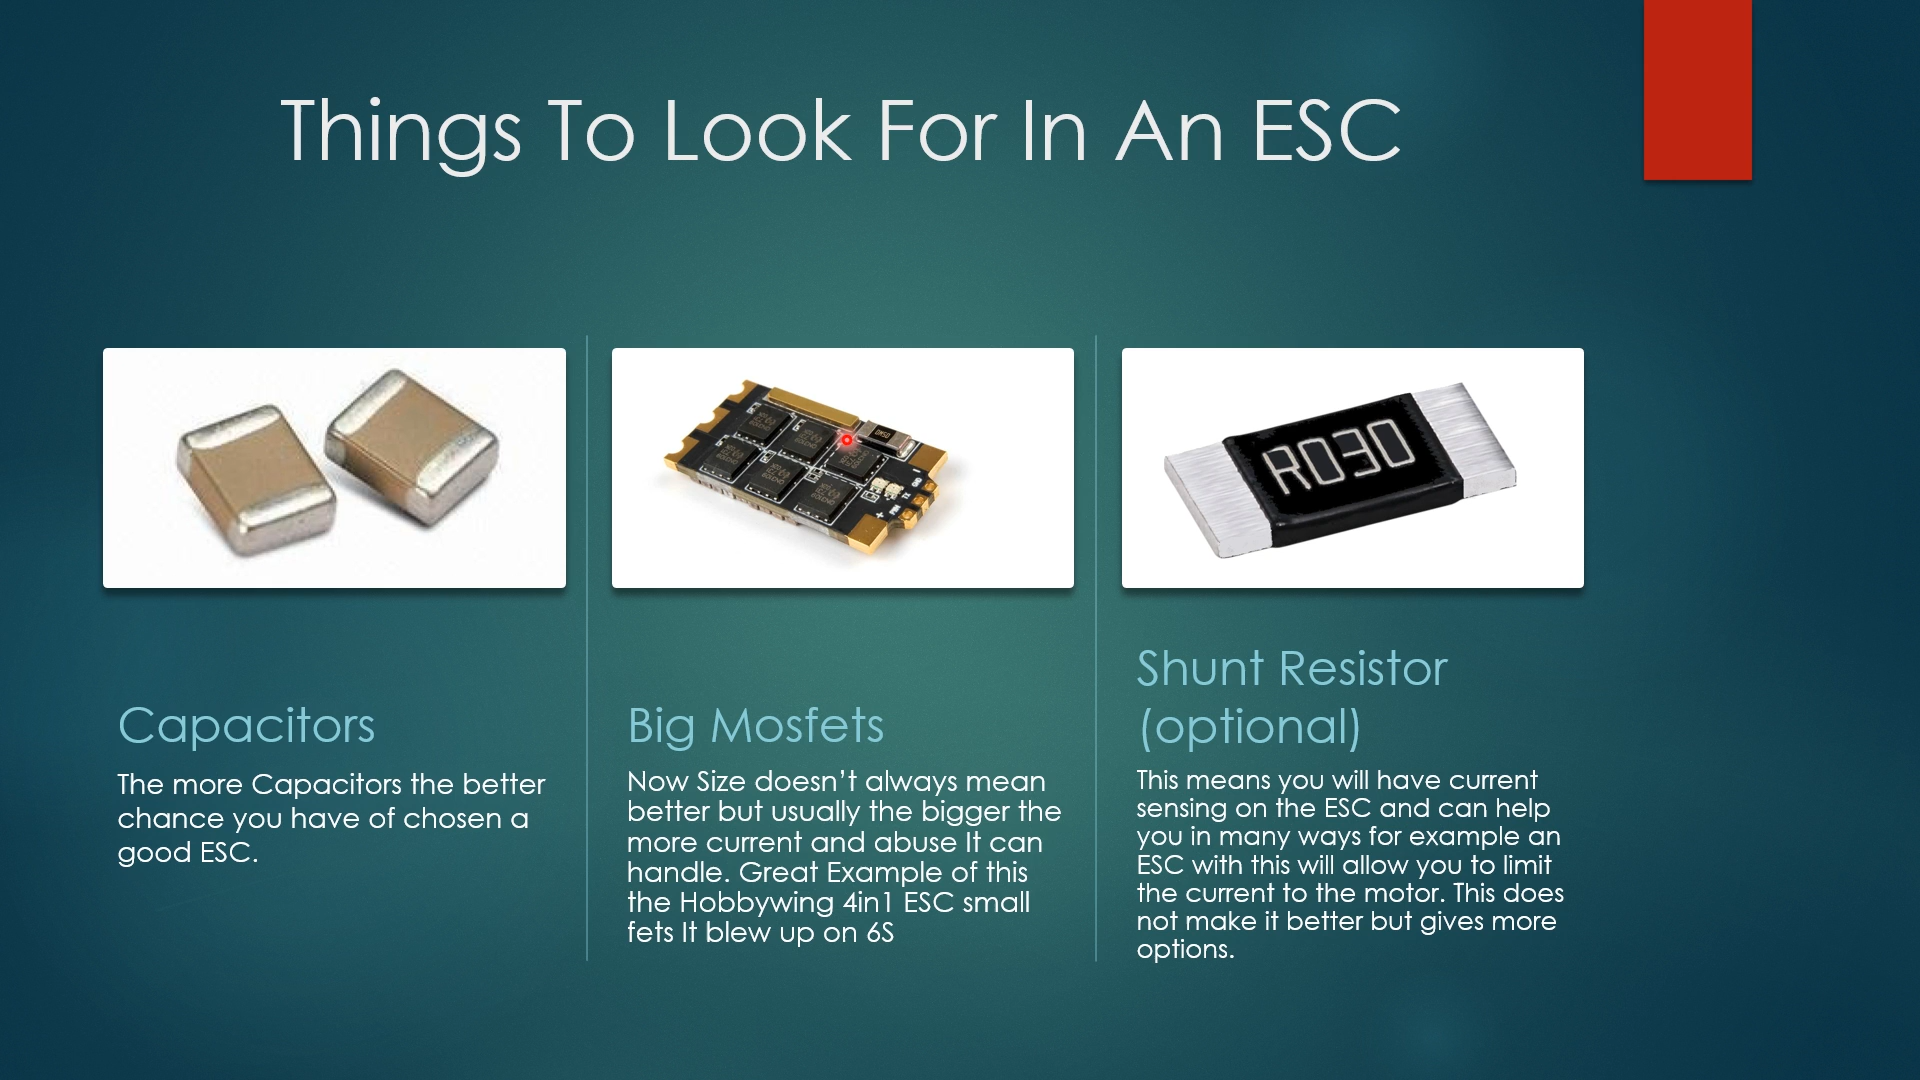 Things To Look For In An ESC
R030
Capacitors
The more Capacitors the better
chance you have of chosen a
good ESC.
Big Mosfets
Now Size doesn’t always mean
better but usually the bigger the
more current and abuse It can
handle. Great Example of this
the Hobbywing 4in1 ESC small
fets It blew up on 6S
Shunt Resistor
(optional)
This means you will have current
sensing on the ESC and can help
you in many ways for example an
ESC with this will allow you to limit
the current to the motor. This does
not make it better but gives more
options.